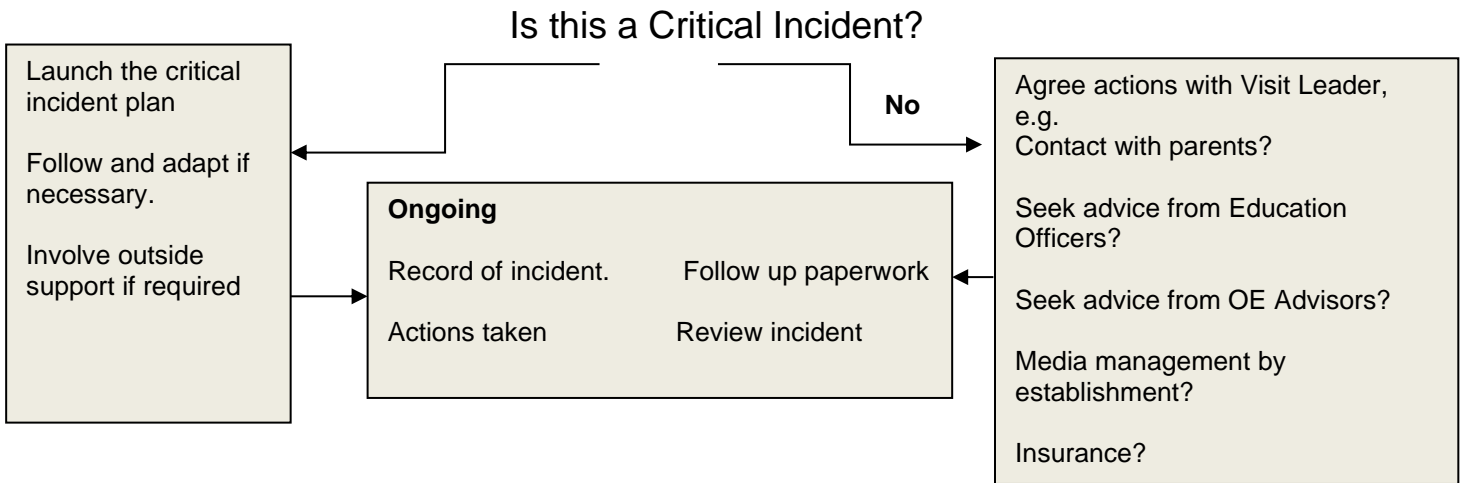 Is this a Critical Incident?
Launch the critical
incident plan
Follow and adapt if
necessary.
Involve outside
support if required
No
Ongoing
Record of incident. Follow up paperwork
Actions taken Review incident
Agree actions with Visit Leader,
e.g.
Contact with parents?
Seek advice from Education
Officers?
Seek advice from OE Advisors?
Media management by
establishment?
Insurance?